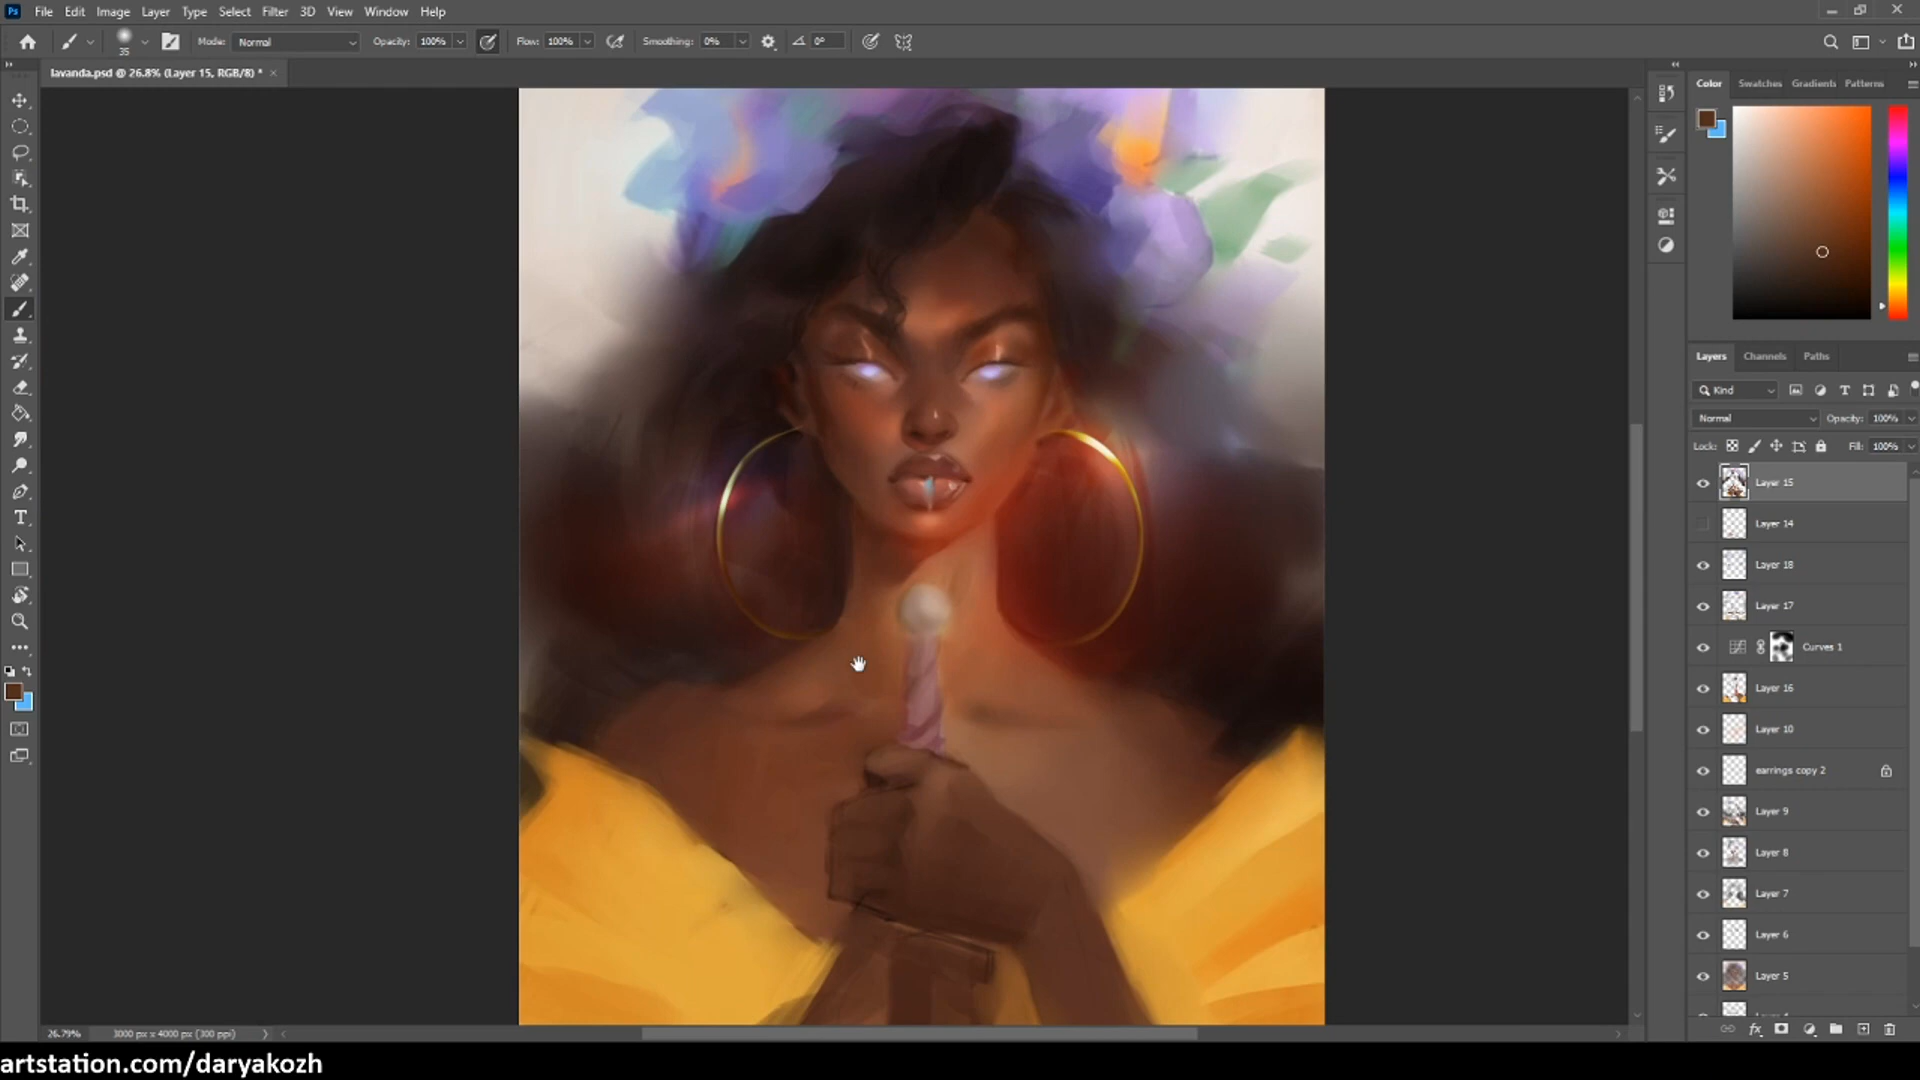 Ps File Edit Image Layer Type Select Filter 3D View Window Help
35 Mode: Normal Opacity: 100% Flow: 100% Smoothing: 0% 0°
lavanda.psd @ 26.8% (Layer 15, RGB/8) *
Color Swatches Gradients Patterns
Layers Channels Paths
Kind
Normal Opacity: 100%
Lock: Fill: 100%
Layer 15
Layer 14
Layer 18
Layer 17
Curves 1
Layer 16
Layer 10
earrings copy 2
Layer 9
Layer 8
Layer 7
Layer 6
Layer 5
26.79% 3000 px x 4000 px (300 ppi)
artstation.com/daryakozh